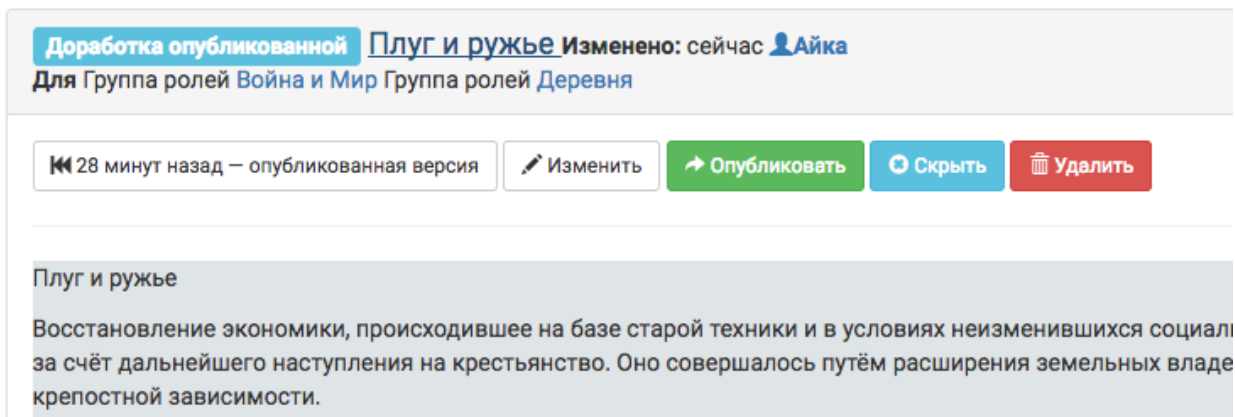 Доработка опубликованной Плуг и ружье Изменено: сейчас Айка
Для Группа ролей Война и Мир Группа ролей Деревня
28 минут назад — опубликованная версия Изменить Опубликовать Скрыть Удалить
Плуг и ружье
Восстановление экономики, происходившее на базе старой техники и в условиях неизменившихся
за счёт дальнейшего наступления на крестьянство. Оно совершалось путём расширения земельных
крепостной зависимости.